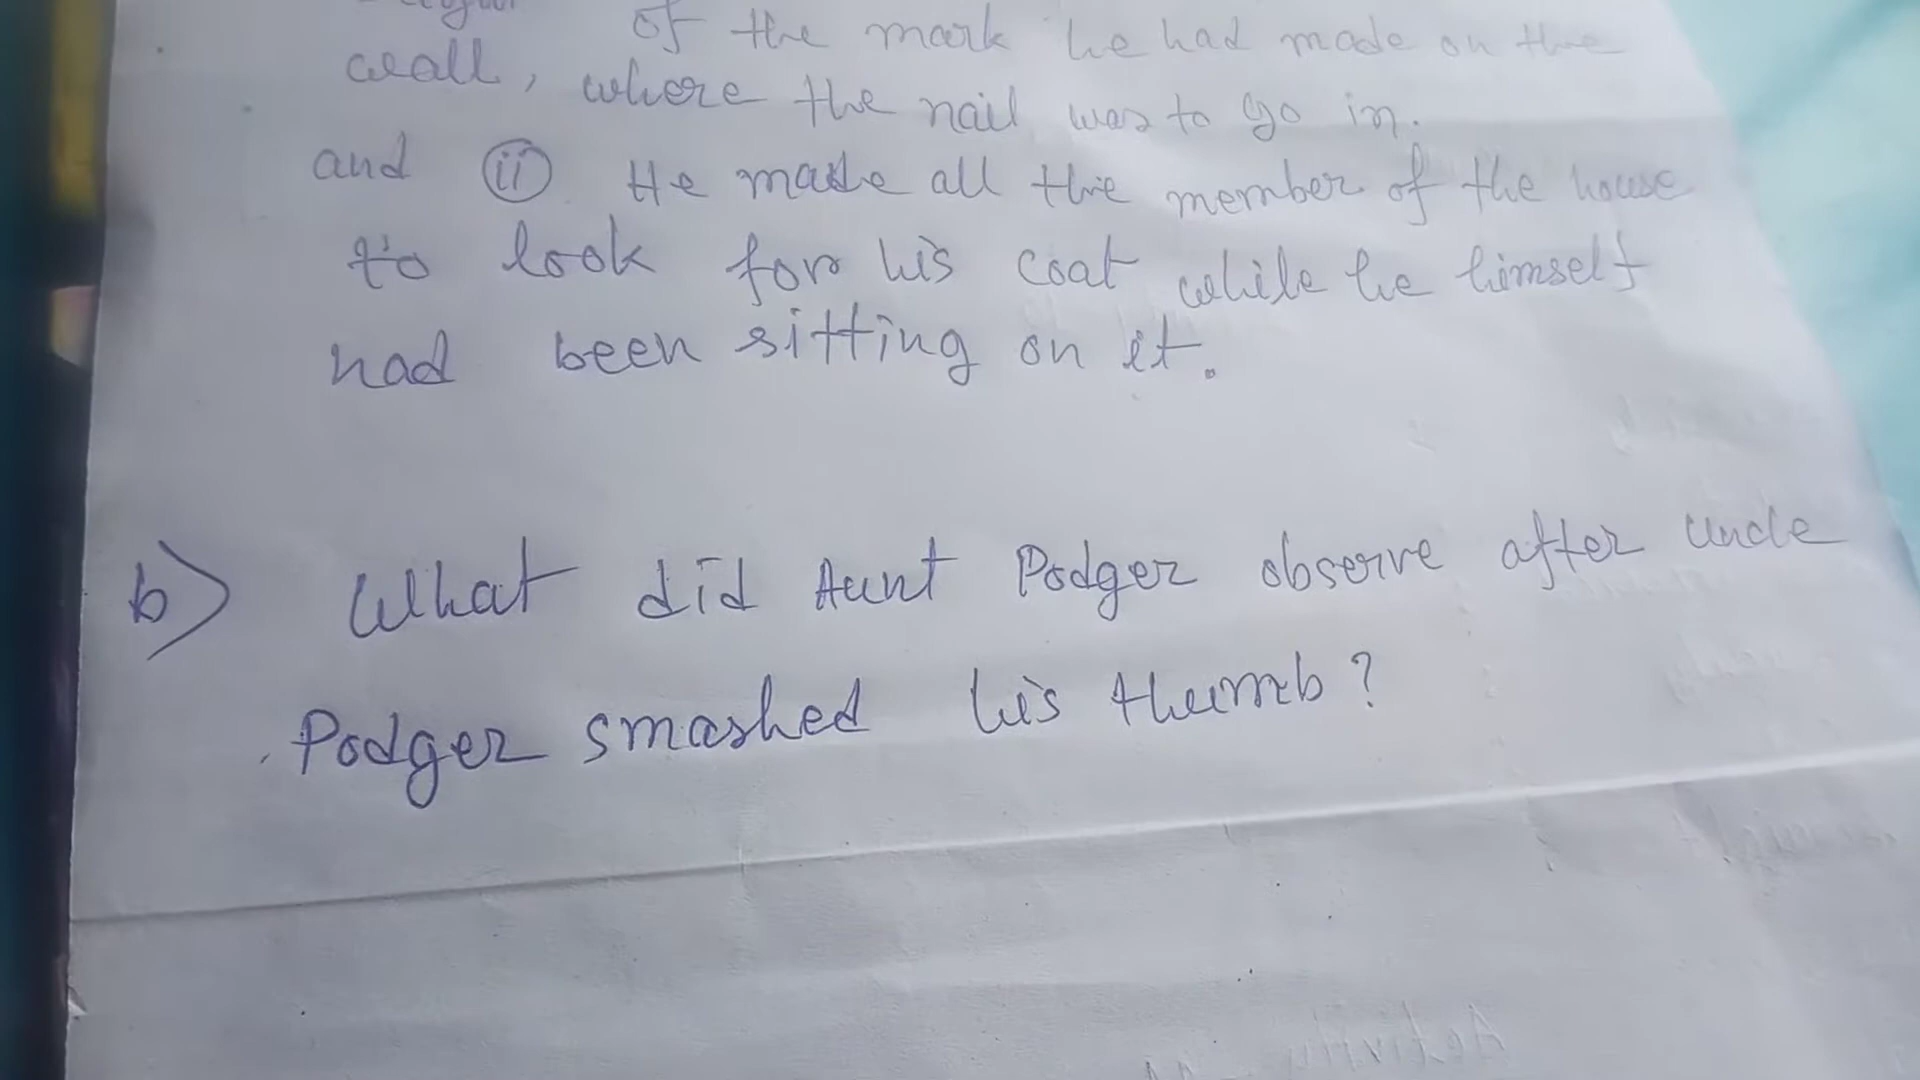 of the mark he had made on the
wall, where the nail was to go in.
and (ii) He made all the member of the house
to look for his coat while he himself
had been sitting on it.
b) What did Aunt Podger observe after uncle
Podger smashed his thumb?